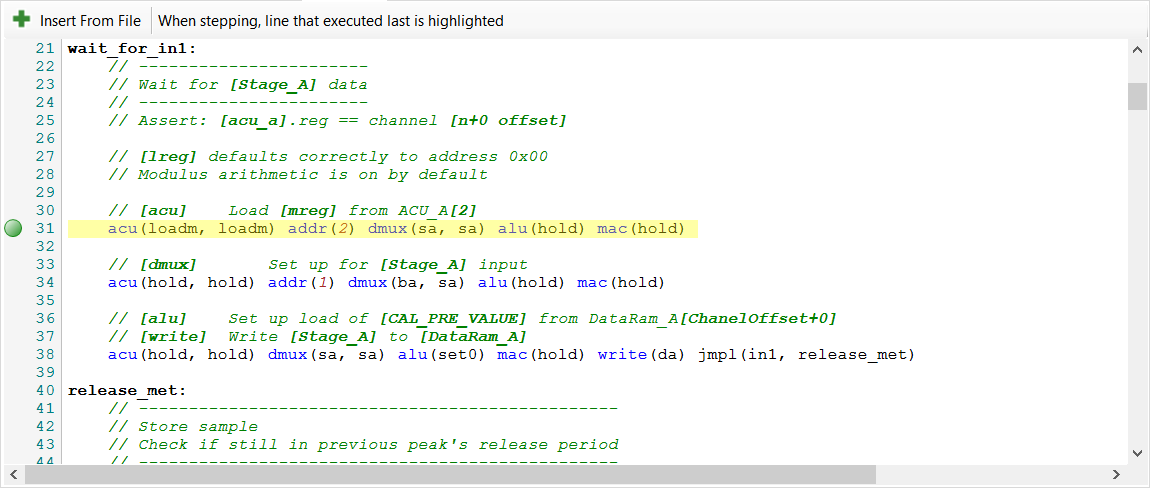 Insert From File When stepping, line that executed last is highlighted
21 wait_for_in1:
22 // -----------------------
23 // Wait for [Stage_A] data
24 // -----------------------
25 // Assert: [acu_a].reg == channel [n+0 offset]
26
27 // [lreg] defaults correctly to address 0x00
28 // Modulus arithmetic is on by default
29
30 // [acu]    Load [mreg] from ACU_A[2]
31 acu(loadm, loadm) addr(2) dmux(sa, sa) alu(hold) mac(hold)
32
33 // [dmux]       Set up for [Stage_A] input
34 acu(hold, hold) addr(1) dmux(ba, sa) alu(hold) mac(hold)
35
36 // [alu]    Set up load of [CAL_PRE_VALUE] from DataRam_A[ChanelOffset+0]
37 // [write]  Write [Stage_A] to [DataRam_A]
38 acu(hold, hold) dmux(sa, sa) alu(set0) mac(hold) write(da) jmpl(in1, release_met)
39
40 release_met:
41 // ------------------------------------------------
42 // Store sample
43 // Check if still in previous peak's release period
44 // ------------------------------------------------